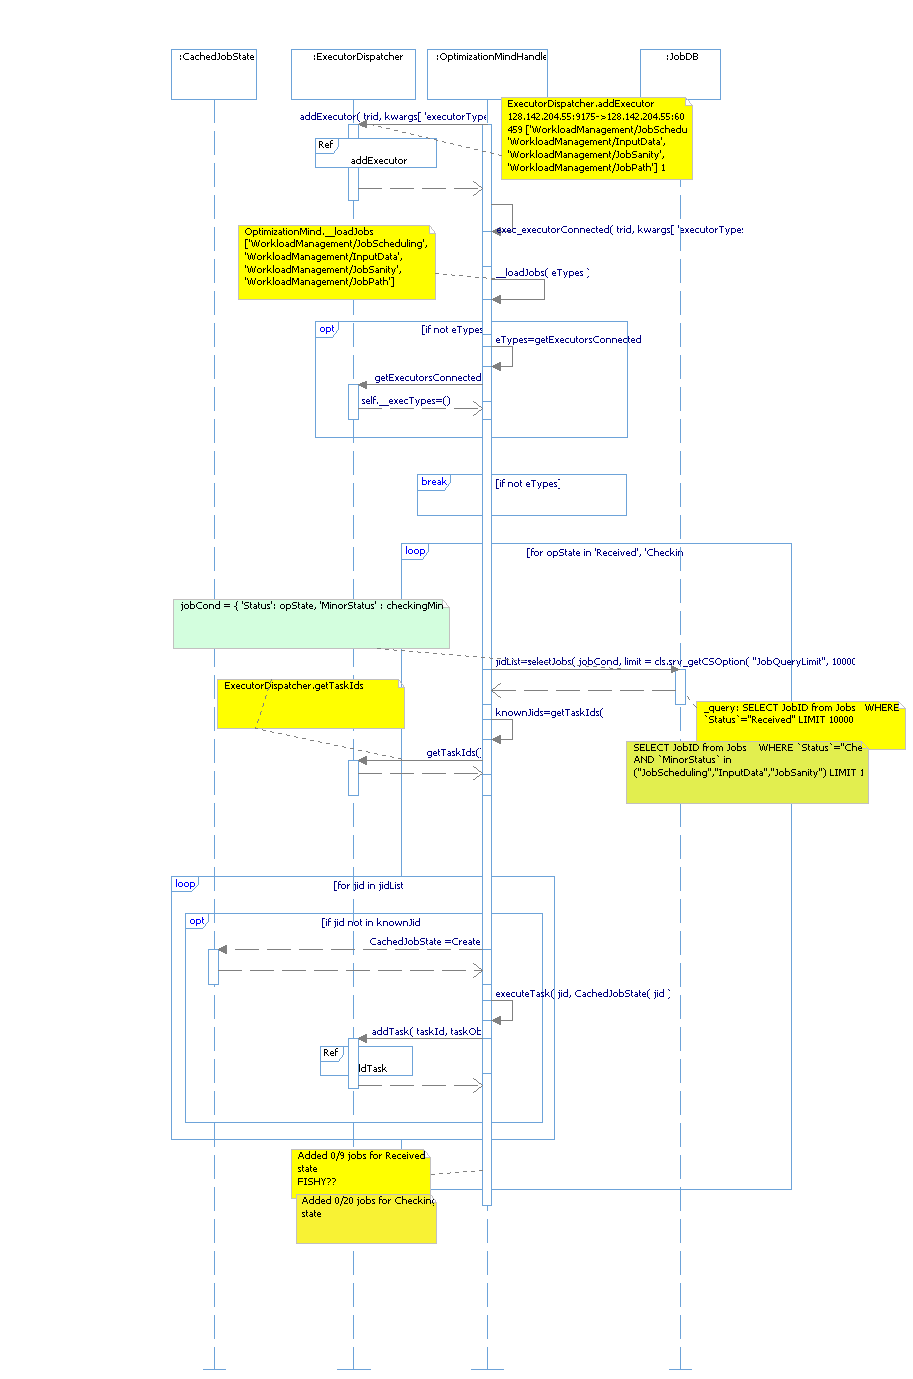 :CachedJobState
:ExecutorDispatcher
:OptimizationMindHandle
:JobDB
ExecutorDispatcher.addExecutor
128.142.204.55:9175->128.142.204.55:60
459 ['WorkloadManagement/JobSchedu
'WorkloadManagement/InputData',
'WorkloadManagement/JobSanity',
'WorkloadManagement/JobPath'] 1
addExecutor( trid, kwargs[ 'executorType
Ref
addExecutor
exec_executorConnected( trid, kwargs[ 'executorTypes
OptimizationMind.__loadJobs
['WorkloadManagement/JobScheduling',
'WorkloadManagement/InputData',
'WorkloadManagement/JobSanity',
'WorkloadManagement/JobPath']
__loadJobs( eTypes )
opt
[if not eTypes
eTypes=getExecutorsConnected
getExecutorsConnected
self.__execTypes=()
break
[if not eTypes]
loop
[for opState in 'Received', 'Checkin
jobCond = { 'Status': opState, 'MinorStatus' : checkingMin
jidList=selectJobs( jobCond, limit = cls.srv_getCSOption( "JobQueryLimit", 10000
ExecutorDispatcher.getTaskIds
_query: SELECT JobID from Jobs WHERE
`Status`="Received" LIMIT 10000
knownJids=getTaskIds(
SELECT JobID from Jobs WHERE `Status`="Che
AND `MinorStatus` in
("JobScheduling","InputData","JobSanity") LIMIT 1
getTaskIds()
loop
[for jid in jidList
opt
[if jid not in knownJid
CachedJobState =Create
executeTask( jid, CachedJobState( jid )
addTask( taskId, taskOb
Ref
ldTask
Added 0/9 jobs for Received
state
FISHY??
Added 0/20 jobs for Checking
state